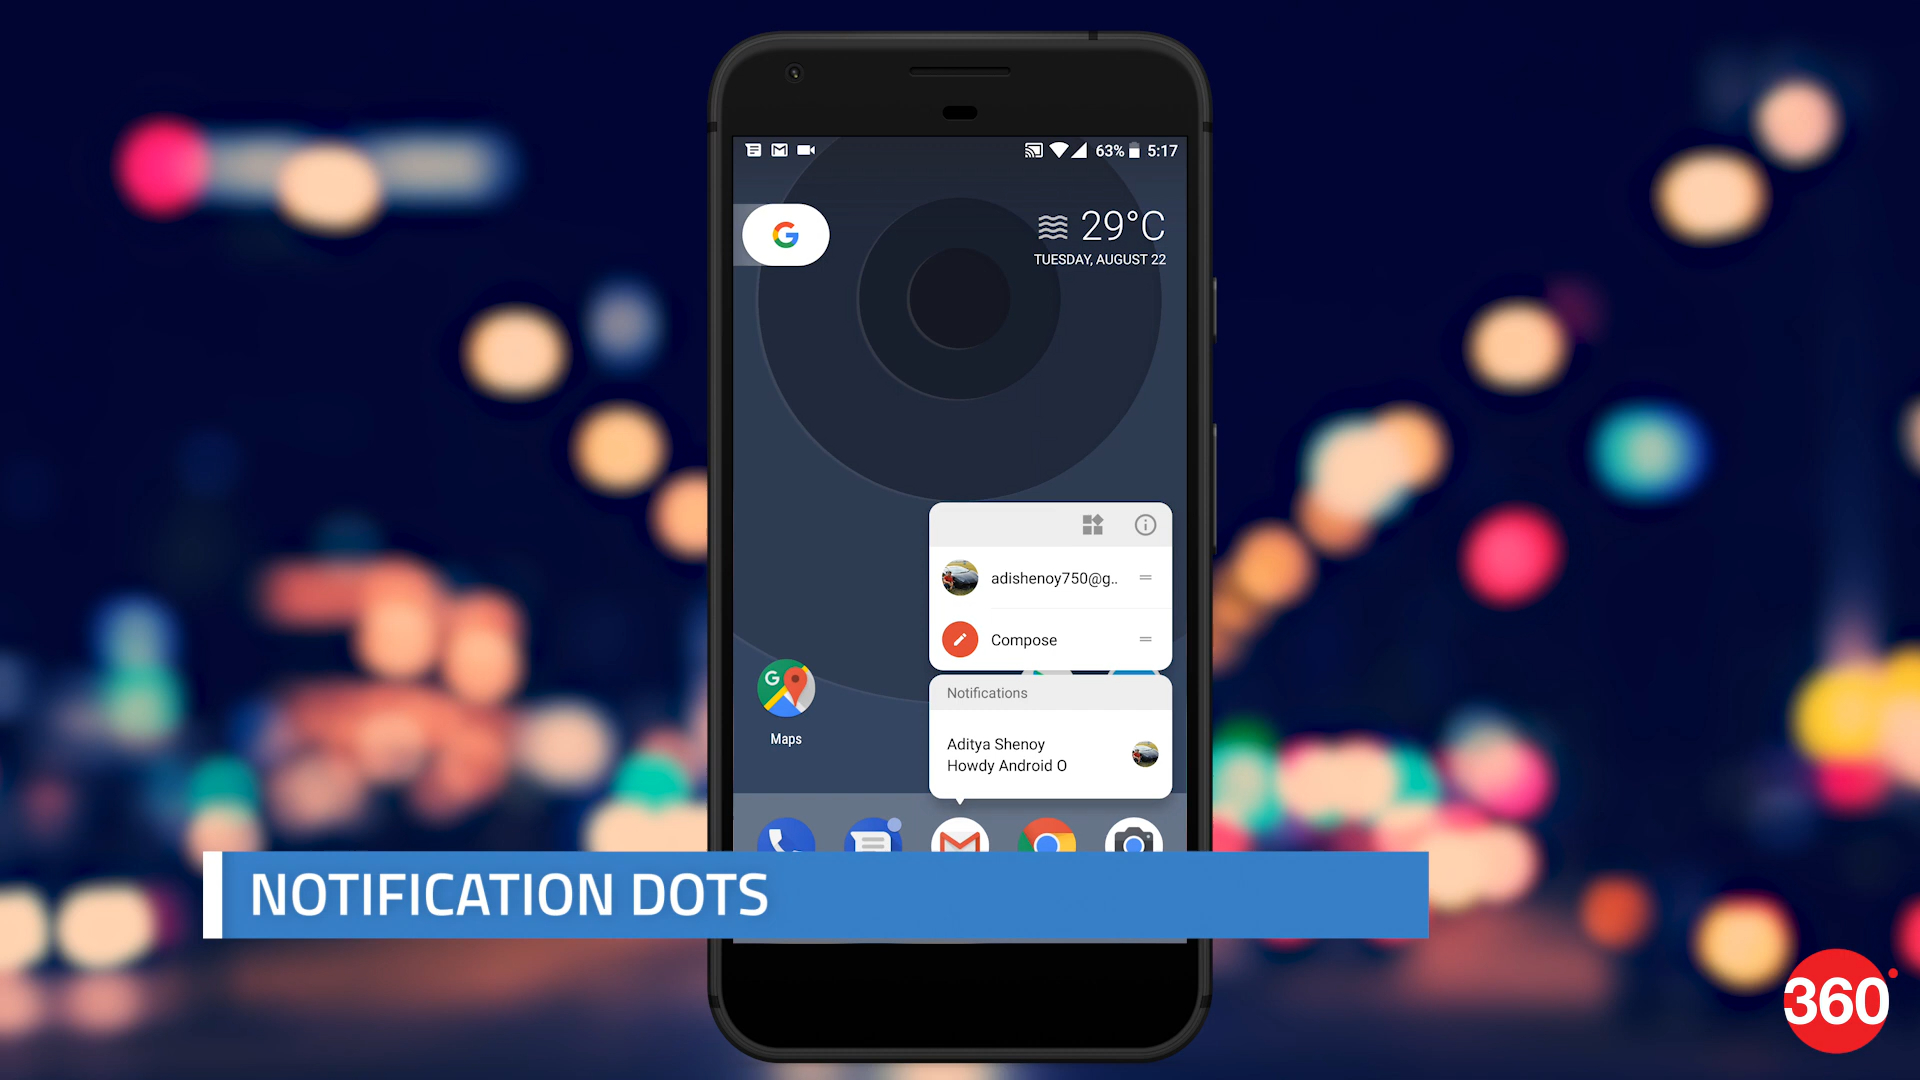 63% 5:17
G
29°C
TUESDAY, AUGUST 22
adishenoy750@g..
Compose
G
Maps
Notifications
Aditya Shenoy
Howdy Android O
NOTIFICATION DOTS
360